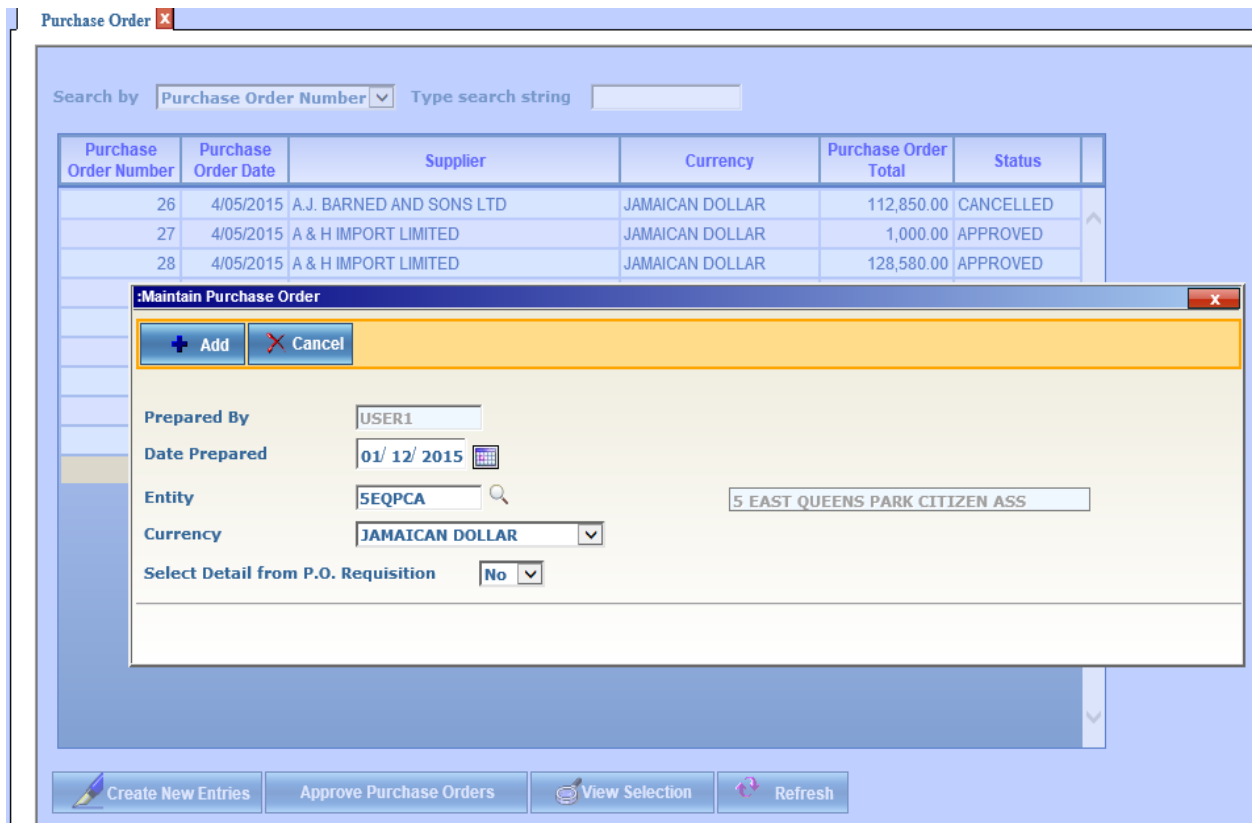 Purchase Order X
Search by Purchase Order Number Type search string
Purchase Order Number Purchase Order Date Supplier Currency Purchase Order Total Status
26 4/05/2015 A.J. BARNED AND SONS LTD JAMAICAN DOLLAR 112,850.00 CANCELLED
27 4/05/2015 A & H IMPORT LIMITED JAMAICAN DOLLAR 1,000.00 APPROVED
28 4/05/2015 A & H IMPORT LIMITED JAMAICAN DOLLAR 128,580.00 APPROVED
:Maintain Purchase Order x
Add Cancel
Prepared By USER1
Date Prepared 01/ 12/ 2015
Entity 5EQPCA 5 EAST QUEENS PARK CITIZEN ASS
Currency JAMAICAN DOLLAR
Select Detail from P.O. Requisition No
Create New Entries Approve Purchase Orders View Selection Refresh